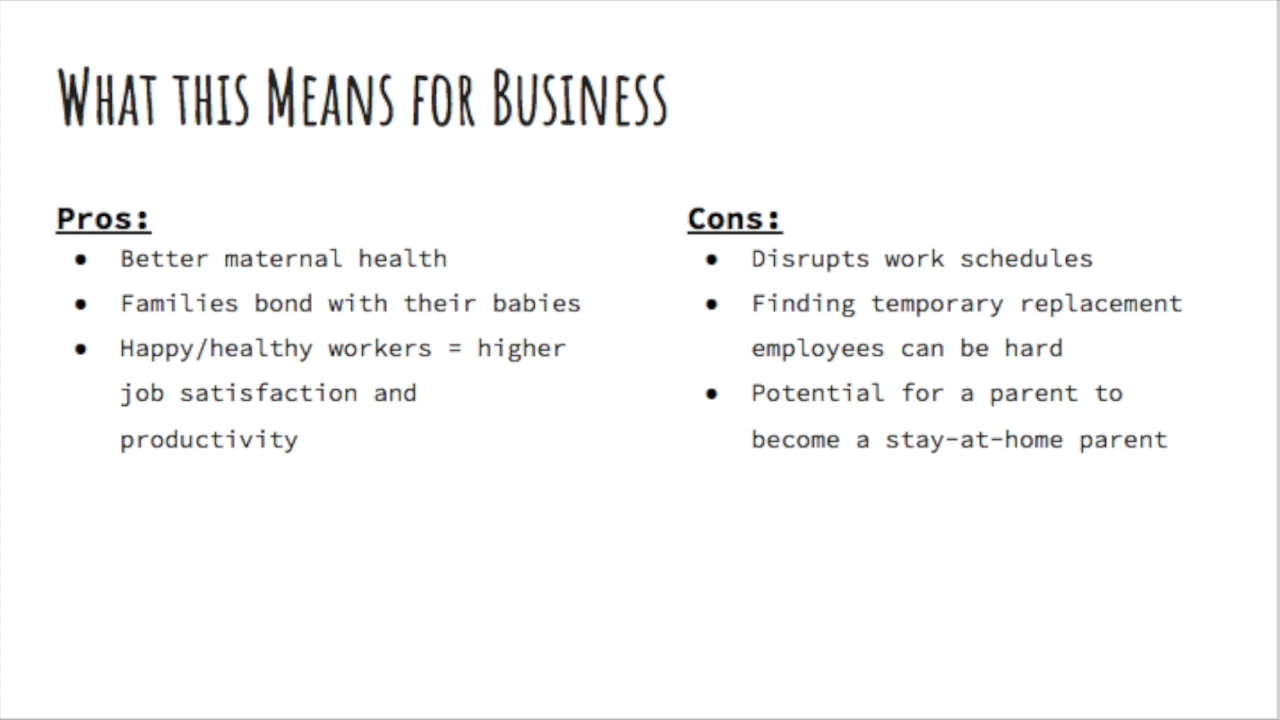 What this Means for Business
Pros:
● Better maternal health
● Families bond with their babies
● Happy/healthy workers = higher
job satisfaction and
productivity
Cons:
● Disrupts work schedules
● Finding temporary replacement
employees can be hard
● Potential for a parent to
become a stay-at-home parent